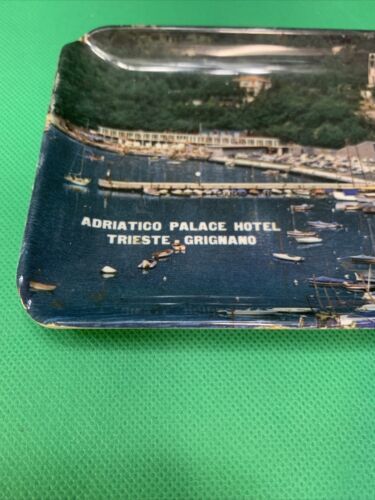 ADRIATICO PALACE HOTEL
TRIESTE - GRIGNANO